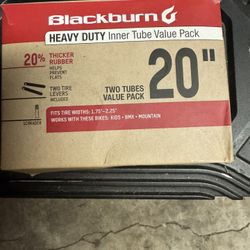 Blackburn
HEAVY DUTY Inner Tube Value Pack
20% THICKER RUBBER
HELPS PREVENT FLATS
TWO TIRE LEVERS INCLUDED
TWO TUBES VALUE PACK
20"
SCHRADER
FITS TIRE WIDTHS: 1.75"-2.25"
WORKS WITH THESE BIKES: KIDS • BMX • MOUNTAIN